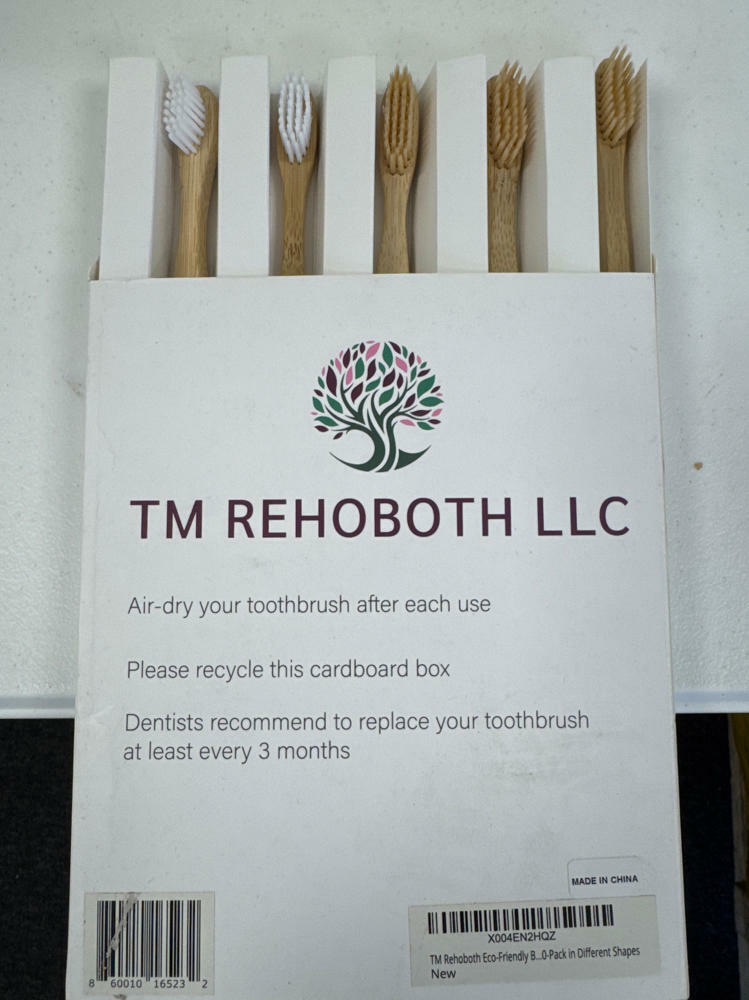 TM REHOBOTH LLC
Air-dry your toothbrush after each use
Please recycle this cardboard box
Dentists recommend to replace your toothbrush
at least every 3 months
MADE IN CHINA
8 60010 16523 2
X004EN2HQZ
TM Rehoboth Eco-Friendly B...0-Pack in Different Shapes
New